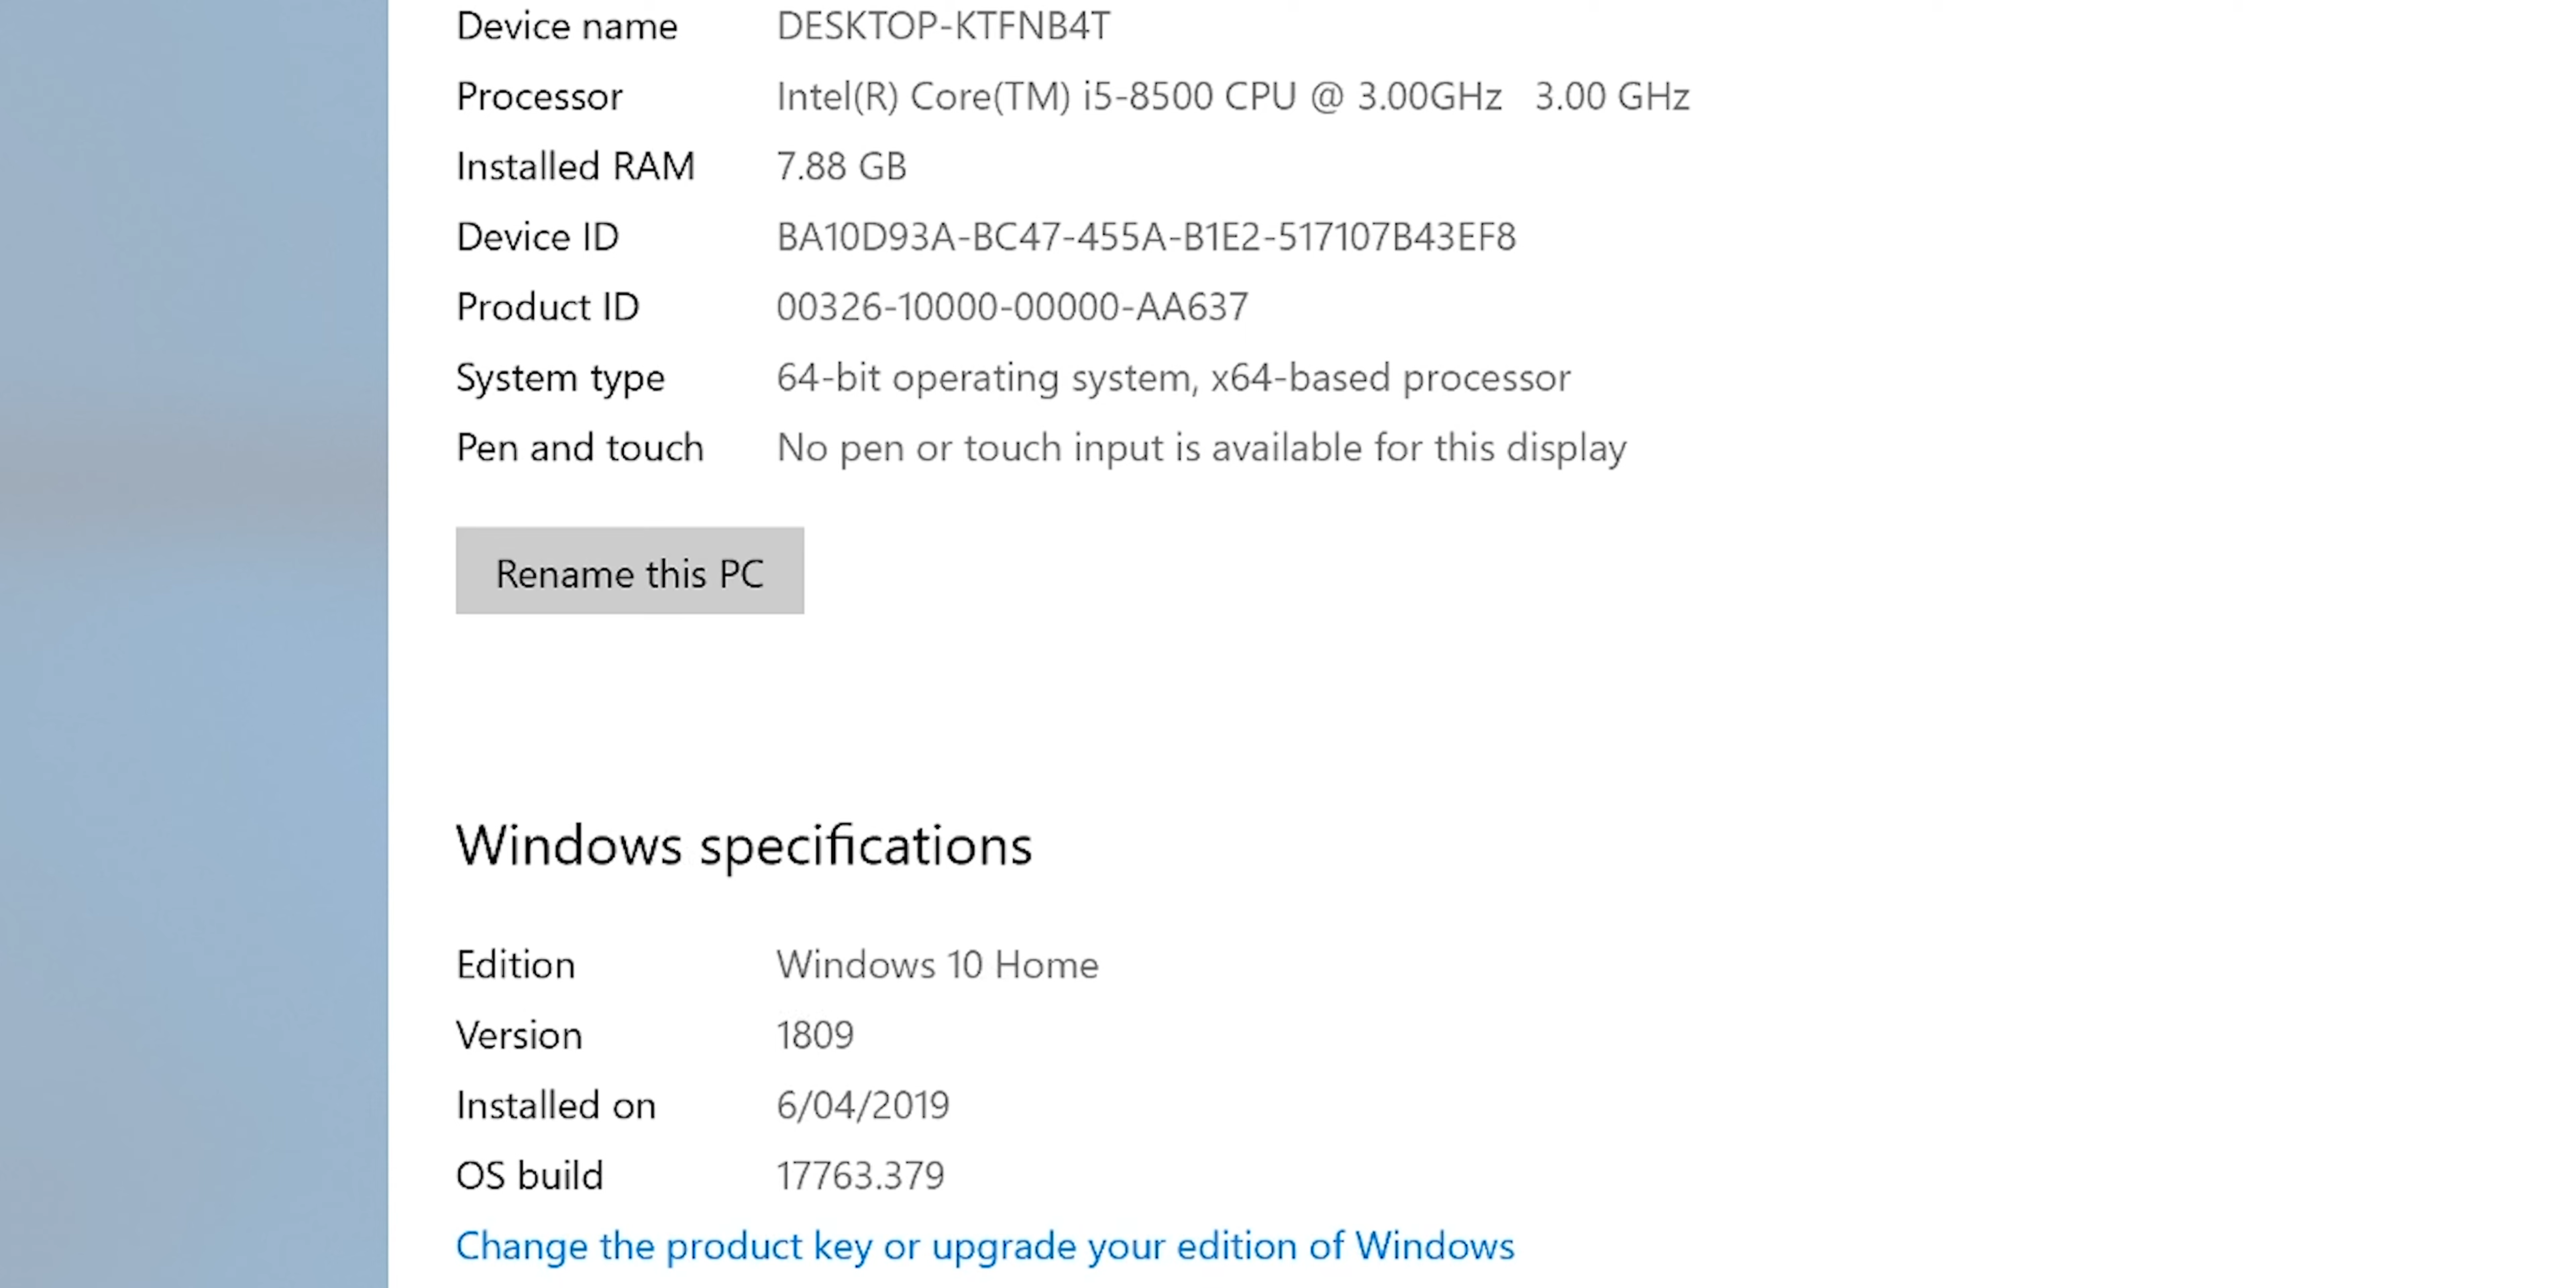 Device name DESKTOP-KTFNB4T
Processor Intel(R) Core(TM) i5-8500 CPU @ 3.00GHz 3.00 GHz
Installed RAM 7.88 GB
Device ID BA10D93A-BC47-455A-B1E2-517107B43EF8
Product ID 00326-10000-00000-AA637
System type 64-bit operating system, x64-based processor
Pen and touch No pen or touch input is available for this display
Rename this PC
Windows specifications
Edition Windows 10 Home
Version 1809
Installed on 6/04/2019
OS build 17763.379
Change the product key or upgrade your edition of Windows